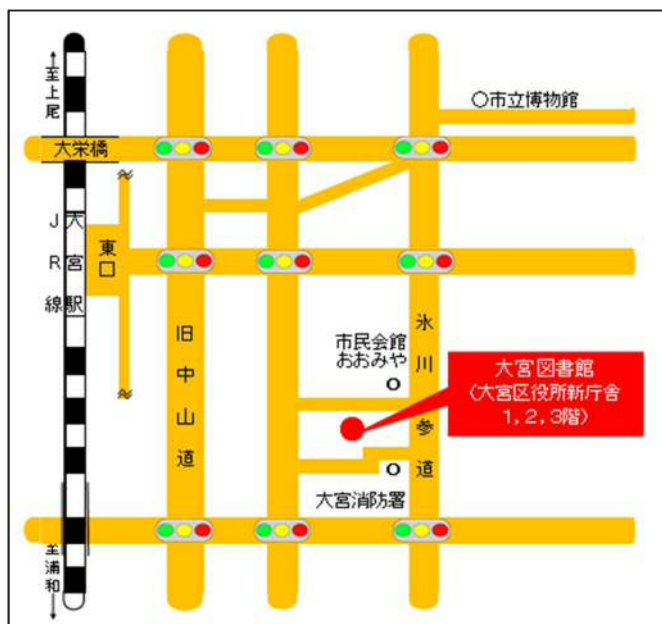 至上尾
○市立博物館
大栄橋
JR線
大宮駅
東口
旧中山道
氷川参道
市民会館
おおみや
大宮図書館
(大宮区役所新庁舎
1,2,3階)
大宮消防署
至浦和